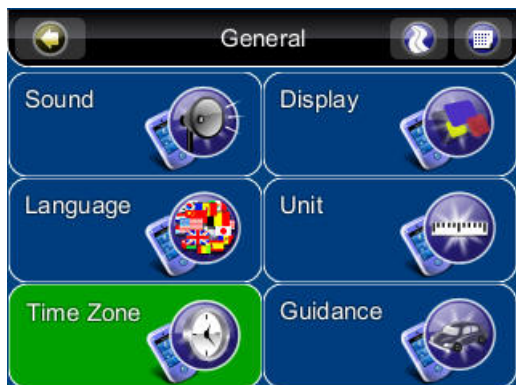 General
Sound
Display
Language
Unit
Time Zone
Guidance